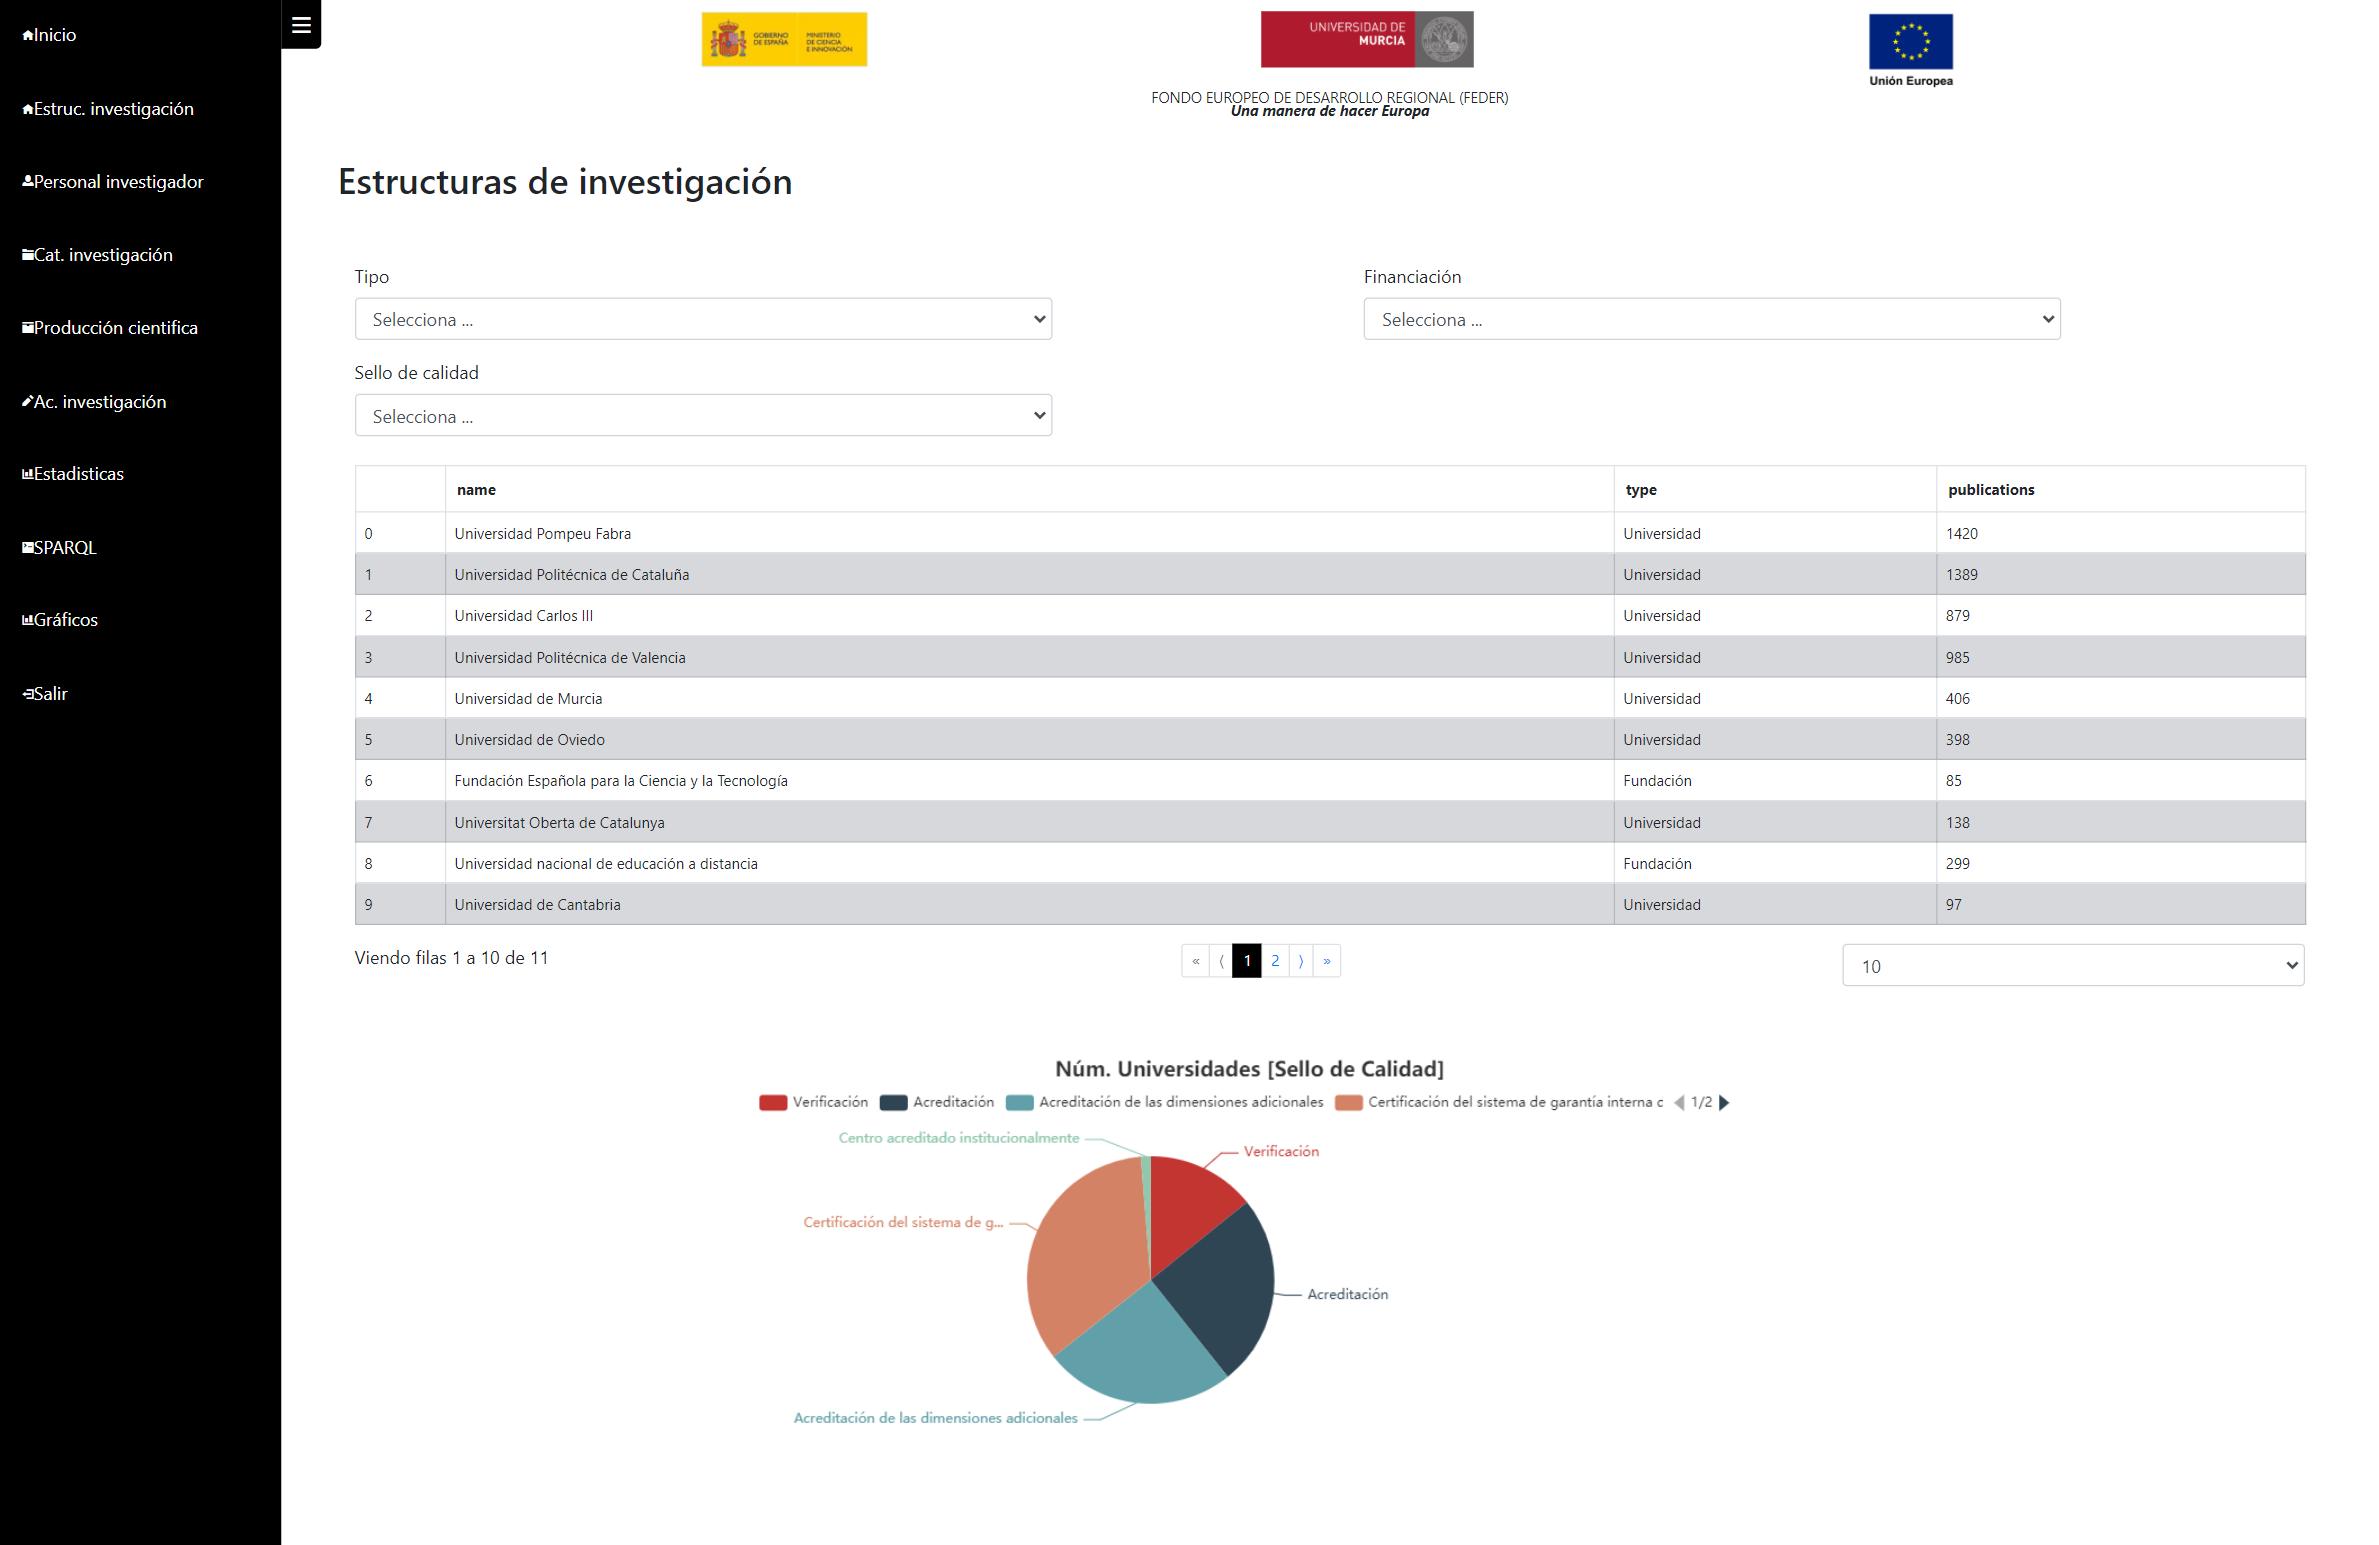 Inicio
Estruc. investigación
Personal investigador
Cat. investigación
Producción cientifica
Ac. investigación
Estadisticas
SPARQL
Gráficos
Salir
GOBIERNO DE ESPAÑA
MINISTERIO DE CIENCIA E INNOVACIÓN
UNIVERSIDAD DE
MURCIA
Unión Europea
FONDO EUROPEO DE DESARROLLO REGIONAL (FEDER)
Una manera de hacer Europa
Estructuras de investigación
Tipo
Selecciona ...
Financiación
Selecciona ...
Sello de calidad
Selecciona ...
name type publications
0 Universidad Pompeu Fabra Universidad 1420
1 Universidad Politécnica de Cataluña Universidad 1389
2 Universidad Carlos III Universidad 879
3 Universidad Politécnica de Valencia Universidad 985
4 Universidad de Murcia Universidad 406
5 Universidad de Oviedo Universidad 398
6 Fundación Española para la Ciencia y la Tecnología Fundación 85
7 Universitat Oberta de Catalunya Universidad 138
8 Universidad nacional de educación a distancia Fundación 299
9 Universidad de Cantabria Universidad 97
Viendo filas 1 a 10 de 11
« ⟨ 1 2 ⟩ »
10
Núm. Universidades [Sello de Calidad]
Verificación Acreditación Acreditación de las dimensiones adicionales Certificación del sistema de garantía interna c 1/2
Centro acreditado institucionalmente
Verificación
Certificación del sistema de g...
Acreditación
Acreditación de las dimensiones adicionales